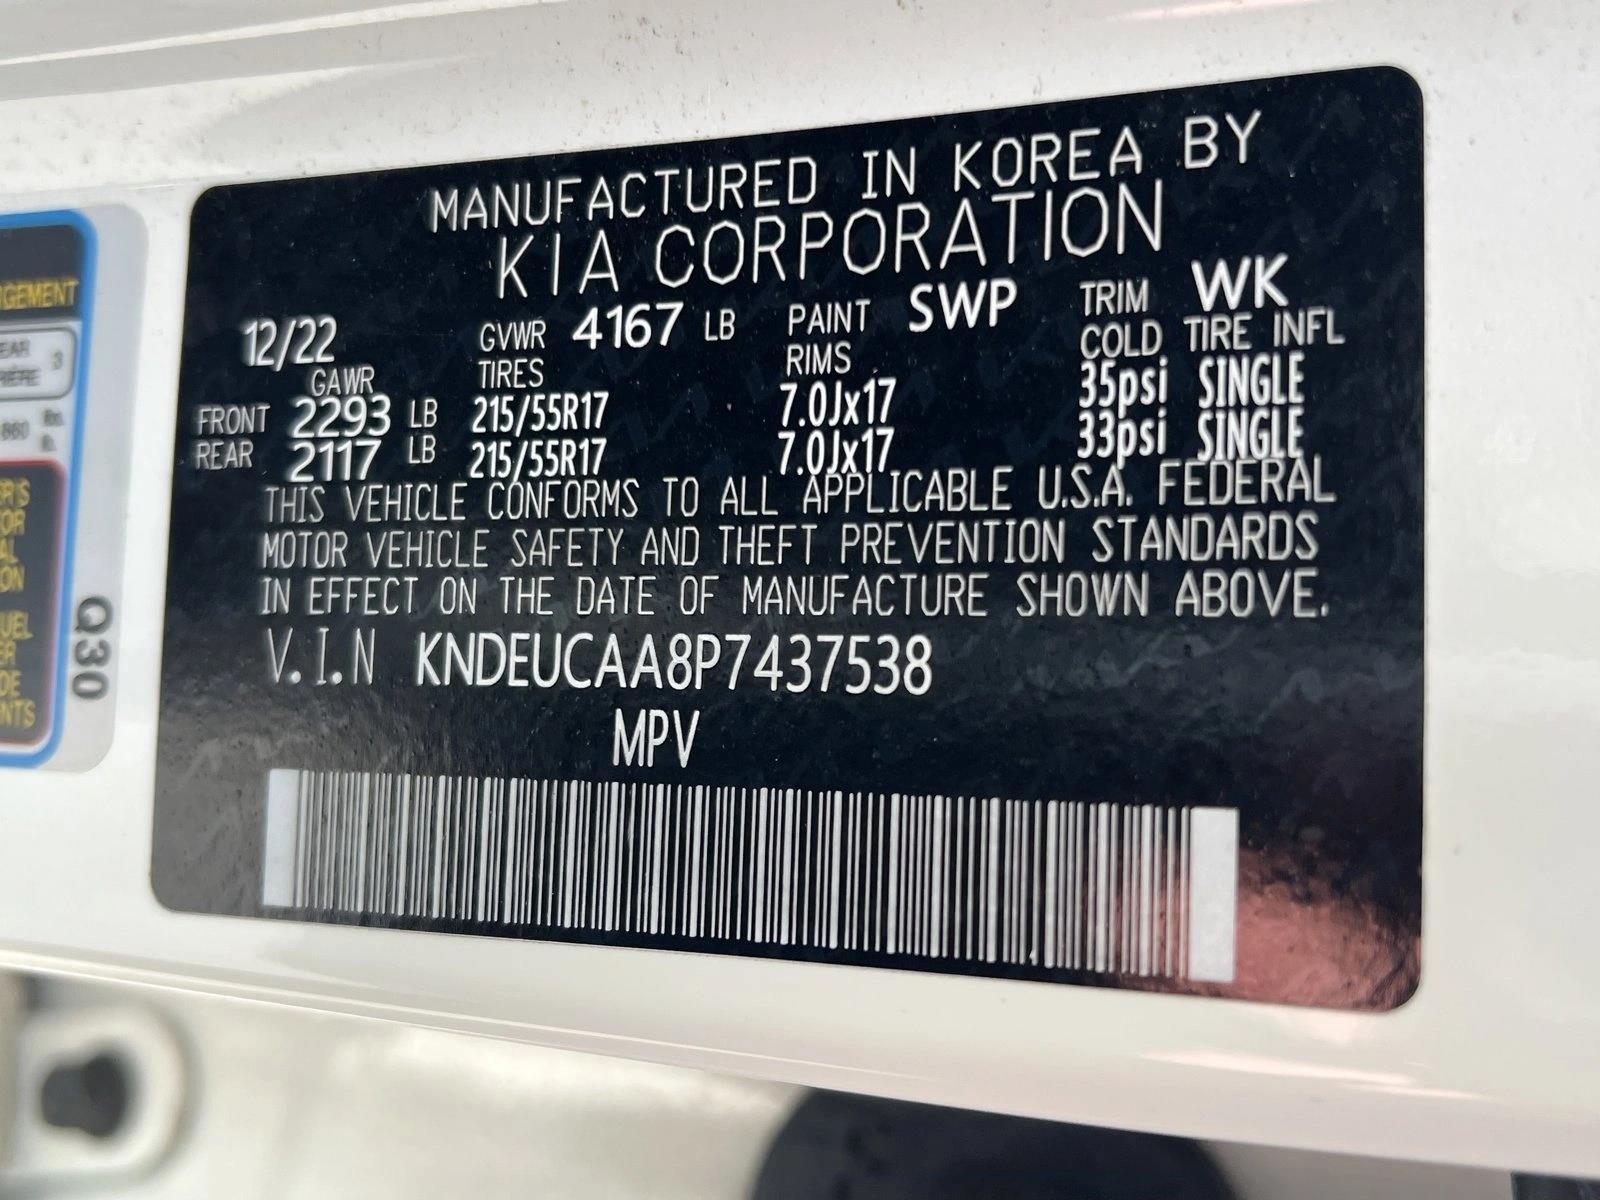 MANUFACTURED IN KOREA BY
KIA CORPORATION
12/22 GVWR 4167 LB PAINT SWP TRIM WK
GAWR TIRES RIMS COLD TIRE INFL
FRONT 2293 LB 215/55R17 7.0Jx17 35psi SINGLE
REAR 2117 LB 215/55R17 7.0Jx17 33psi SINGLE
THIS VEHICLE CONFORMS TO ALL APPLICABLE U.S.A. FEDERAL
MOTOR VEHICLE SAFETY AND THEFT PREVENTION STANDARDS
IN EFFECT ON THE DATE OF MANUFACTURE SHOWN ABOVE.
V.I.N KNDEUCAA8P7437538
MPV
Q30